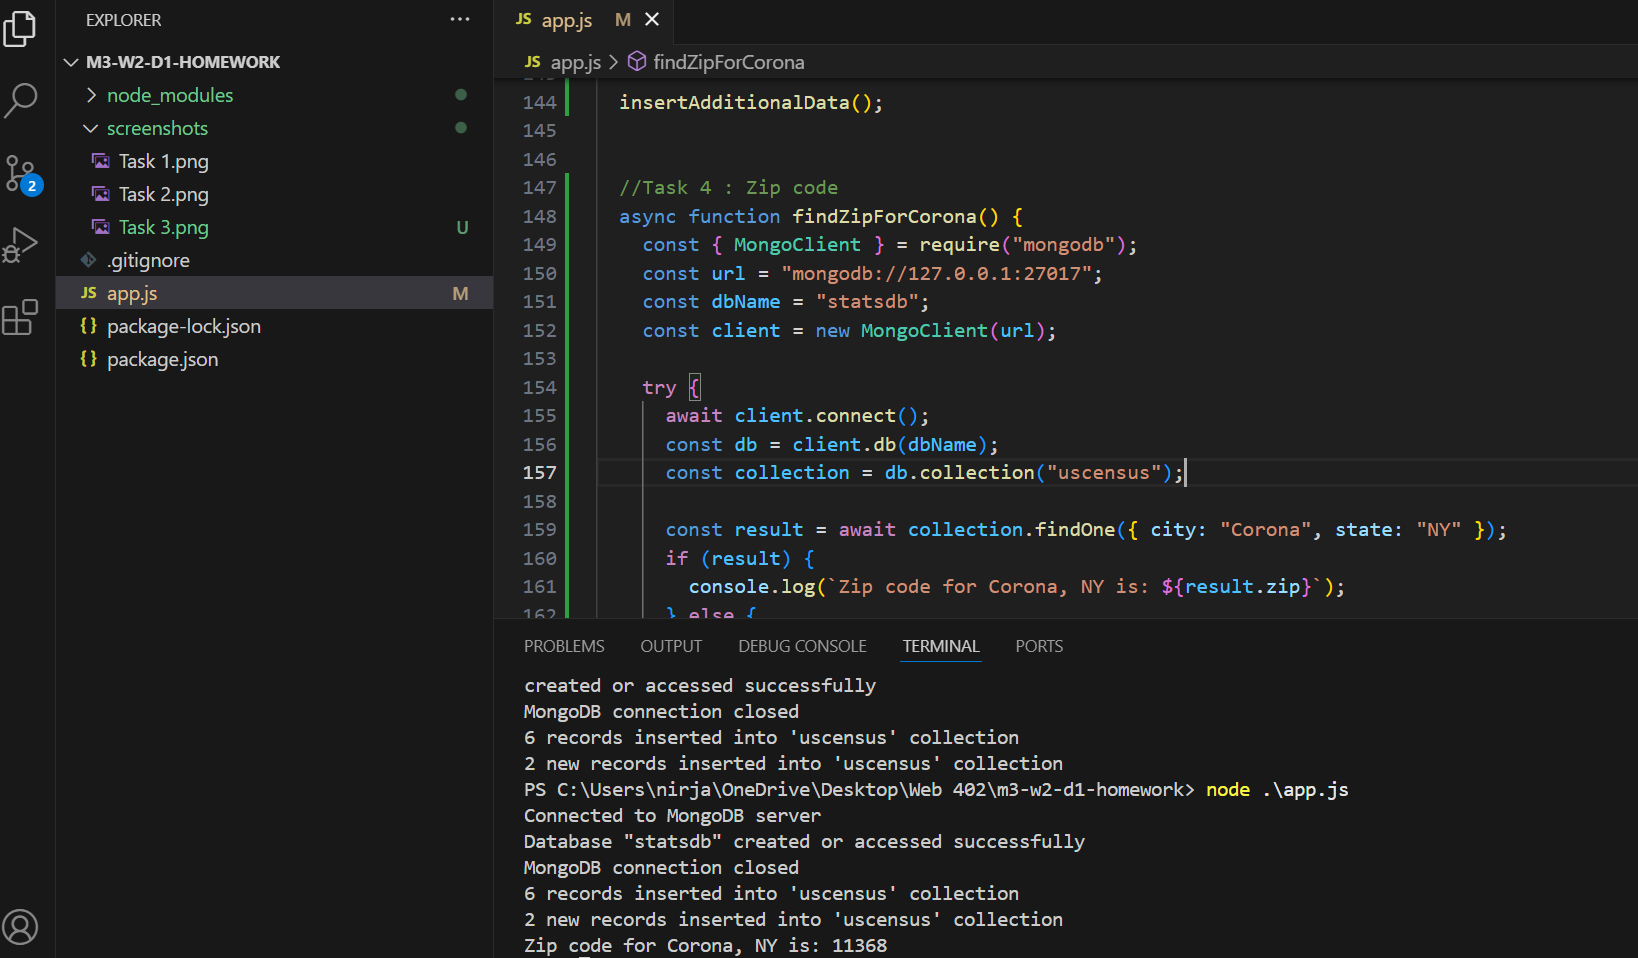 EXPLORER
M3-W2-D1-HOMEWORK
node_modules
screenshots
Task 1.png
Task 2.png
Task 3.png U
.gitignore
JS app.js M
{} package-lock.json
{} package.json
2
JS app.js M
JS app.js > findZipForCorona
144 insertAdditionalData();
145
146
147 //Task 4 : Zip code
148 async function findZipForCorona() {
149 const { MongoClient } = require("mongodb");
150 const url = "mongodb://127.0.0.1:27017";
151 const dbName = "statsdb";
152 const client = new MongoClient(url);
153
154 try {
155 await client.connect();
156 const db = client.db(dbName);
157 const collection = db.collection("uscensus");
158
159 const result = await collection.findOne({ city: "Corona", state: "NY" });
160 if (result) {
161 console.log(`Zip code for Corona, NY is: ${result.zip}`);
162 } else {
PROBLEMS OUTPUT DEBUG CONSOLE TERMINAL PORTS
created or accessed successfully
MongoDB connection closed
6 records inserted into 'uscensus' collection
2 new records inserted into 'uscensus' collection
PS C:\Users\nirja\OneDrive\Desktop\Web 402\m3-w2-d1-homework> node .\app.js
Connected to MongoDB server
Database "statsdb" created or accessed successfully
MongoDB connection closed
6 records inserted into 'uscensus' collection
2 new records inserted into 'uscensus' collection
Zip code for Corona, NY is: 11368